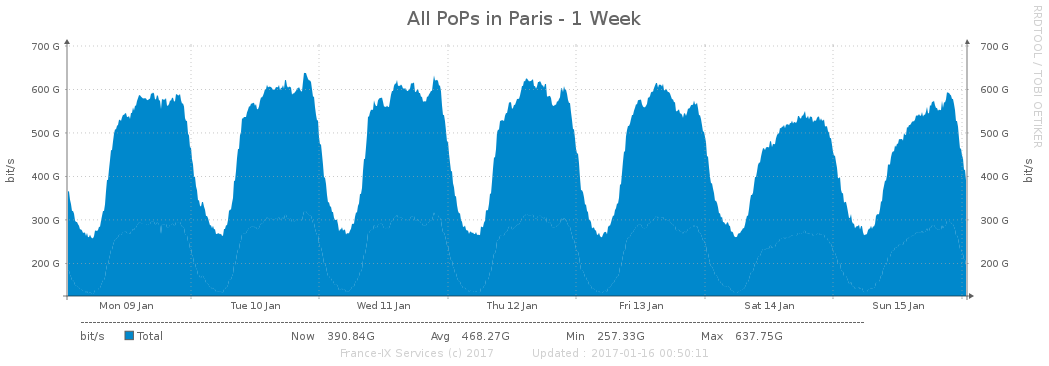 All PoPs in Paris - 1 Week
RRDTOOL / TOBI OETIKER
700 G 700 G
600 G 600 G
500 G 500 G
400 G 400 G
300 G 300 G
200 G 200 G
bit/s bit/s
Mon 09 Jan Tue 10 Jan Wed 11 Jan Thu 12 Jan Fri 13 Jan Sat 14 Jan Sun 15 Jan
bit/s Total Now 390.84G Avg 468.27G Min 257.33G Max 637.75G
France-IX Services (c) 2017 Updated : 2017-01-16 00:50:11